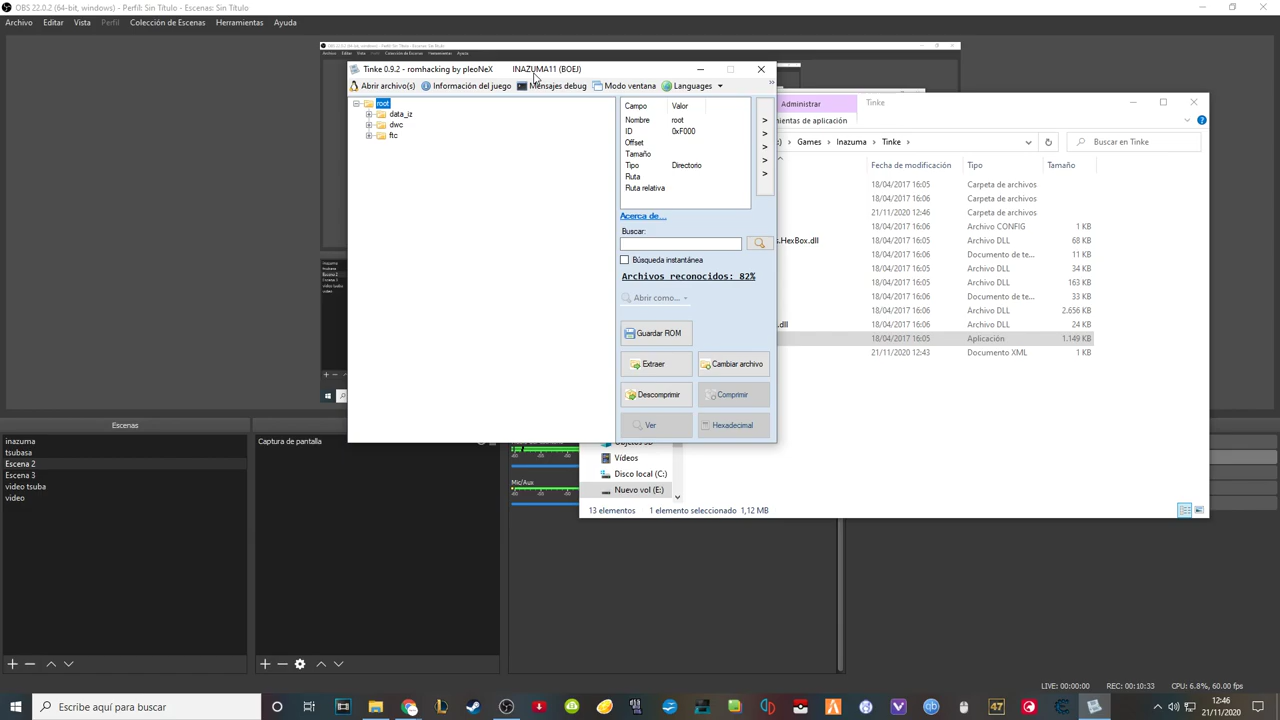 OBS 22.0.2 (64-bit, windows) - Perfil: Sin Título - Escenas: Sin Título
Archivo Editar Vista Perfil Colección de Escenas Herramientas Ayuda
Tinke 0.9.2 - romhacking by pleoNeX INAZUMA11 (BOEJ)
Abrir archivo(s) Información del juego Mensajes debug Modo ventana Languages
root
data_iz
dwc
ftc
Campo Valor
Nombre root
ID 0xF000
Offset
Tamaño
Tipo Directorio
Ruta
Ruta relativa
>
>
>
>
>
Acerca de...
Buscar:
Búsqueda instantánea
Archivos reconocidos: 82%
Abrir como...
Guardar ROM
Extraer Cambiar archivo
Descomprimir Comprimir
Ver Hexadecimal
Administrar Tinke
mientas de aplicación
Games > Inazuma > Tinke Buscar en Tinke
Fecha de modificación Tipo Tamaño
18/04/2017 16:05 Carpeta de archivos
18/04/2017 16:06 Carpeta de archivos
21/11/2020 12:46 Carpeta de archivos
18/04/2017 16:06 Archivo CONFIG 1 KB
s.HexBox.dll 18/04/2017 16:05 Archivo DLL 68 KB
18/04/2017 16:06 Documento de te... 11 KB
18/04/2017 16:06 Archivo DLL 34 KB
18/04/2017 16:05 Archivo DLL 163 KB
18/04/2017 16:06 Documento de te... 33 KB
18/04/2017 16:06 Archivo DLL 2.656 KB
.dll 18/04/2017 16:06 Archivo DLL 24 KB
18/04/2017 16:05 Aplicación 1.149 KB
21/11/2020 12:43 Documento XML 1 KB
Objetos 3D
Vídeos
Disco local (C:)
Nuevo vol (E:)
13 elementos 1 elemento seleccionado 1,12 MB
Escenas
inazuma
tsubasa
Escena 2
Escena 3
video tsuba
video
Captura de pantalla
Mic/Aux
LIVE: 00:00:00 REC: 00:10:33 CPU: 6.8%, 60.00 fps
Escribe aquí para buscar
47
12:46
21/11/2020